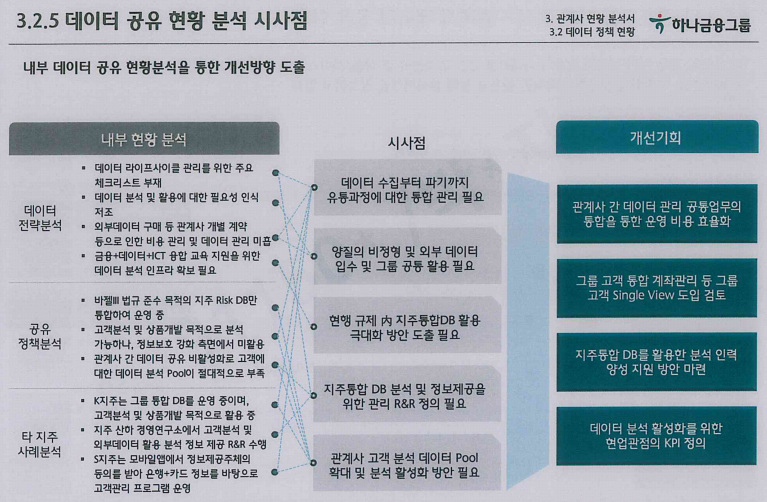 3.2.5 데이터 공유 현황 분석 시사점
3. 관계사 현황 분석서
3.2 데이터 정책 현황
하나금융그룹
내부 데이터 공유 현황분석을 통한 개선방향 도출
내부 현황 분석
데이터
전략분석
▪ 데이터 라이프사이클 관리를 위한 주요
체크리스트 부재
▪ 데이터 분석 및 활용에 대한 필요성 인식
저조
▪ 외부데이터 구매 등 관계사 개별 계약
등으로 인한 비용 관리 및 데이터 관리 미흡
▪ 금융+데이터+ICT 융합 교육 지원을 위한
데이터 분석 인프라 확보 필요
공유
정책분석
▪ 바젤III 법규 준수 목적의 지주 Risk DB만
통합하여 운영 중
▪ 고객분석 및 상품개발 목적으로 분석
가능하나, 정보보호 강화 측면에서 미활용
▪ 관계사 간 데이터 공유 비활성화로 고객에
대한 데이터 분석 Pool이 절대적으로 부족
타 지주
사례분석
▪ K지주는 그룹 통합 DB를 운영 중이며,
고객분석 및 상품개발 목적으로 활용 중
▪ 지주 산하 경영연구소에서 고객분석 및
외부데이터 활용 분석 정보 제공 R&R 수행
▪ S지주는 모바일앱에서 정보제공주체의
동의를 받아 은행+카드 정보를 바탕으로
고객관리 프로그램 운영
시사점
데이터 수집부터 파기까지
유통과정에 대한 통합 관리 필요
양질의 비정형 및 외부 데이터
입수 및 그룹 공통 활용 필요
현행 규제 內 지주통합DB 활용
극대화 방안 도출 필요
지주통합 DB 분석 및 정보제공을
위한 관리 R&R 정의 필요
관계사 고객 분석 데이터 Pool
확대 및 분석 활성화 방안 필요
개선기회
관계사 간 데이터 관리 공통업무의
통합을 통한 운영 비용 효율화
그룹 고객 통합 계좌관리 등 그룹
고객 Single View 도입 검토
지주통합 DB를 활용한 분석 인력
양성 지원 방안 마련
데이터 분석 활성화를 위한
현업관점의 KPI 정의